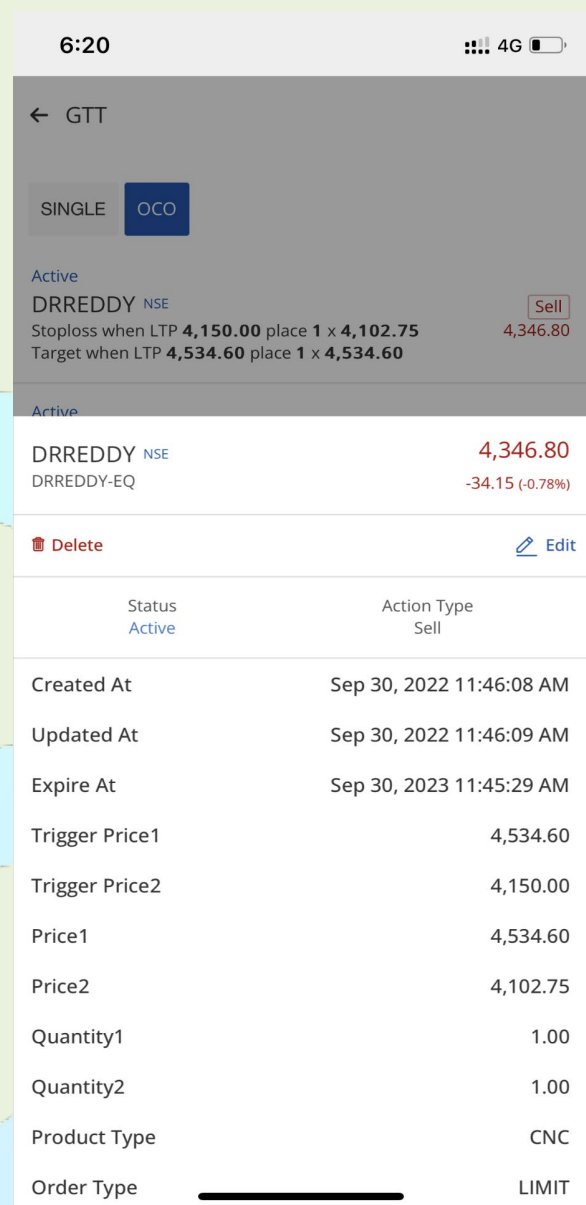 6:20 4G
← GTT
SINGLE OCO
Active
DRREDDY NSE Sell
Stoploss when LTP 4,150.00 place 1 x 4,102.75 4,346.80
Target when LTP 4,534.60 place 1 x 4,534.60
Active
DRREDDY NSE 4,346.80
DRREDDY-EQ -34.15 (-0.78%)
Delete Edit
Status Action Type
Active Sell
Created At Sep 30, 2022 11:46:08 AM
Updated At Sep 30, 2022 11:46:09 AM
Expire At Sep 30, 2023 11:45:29 AM
Trigger Price1 4,534.60
Trigger Price2 4,150.00
Price1 4,534.60
Price2 4,102.75
Quantity1 1.00
Quantity2 1.00
Product Type CNC
Order Type LIMIT